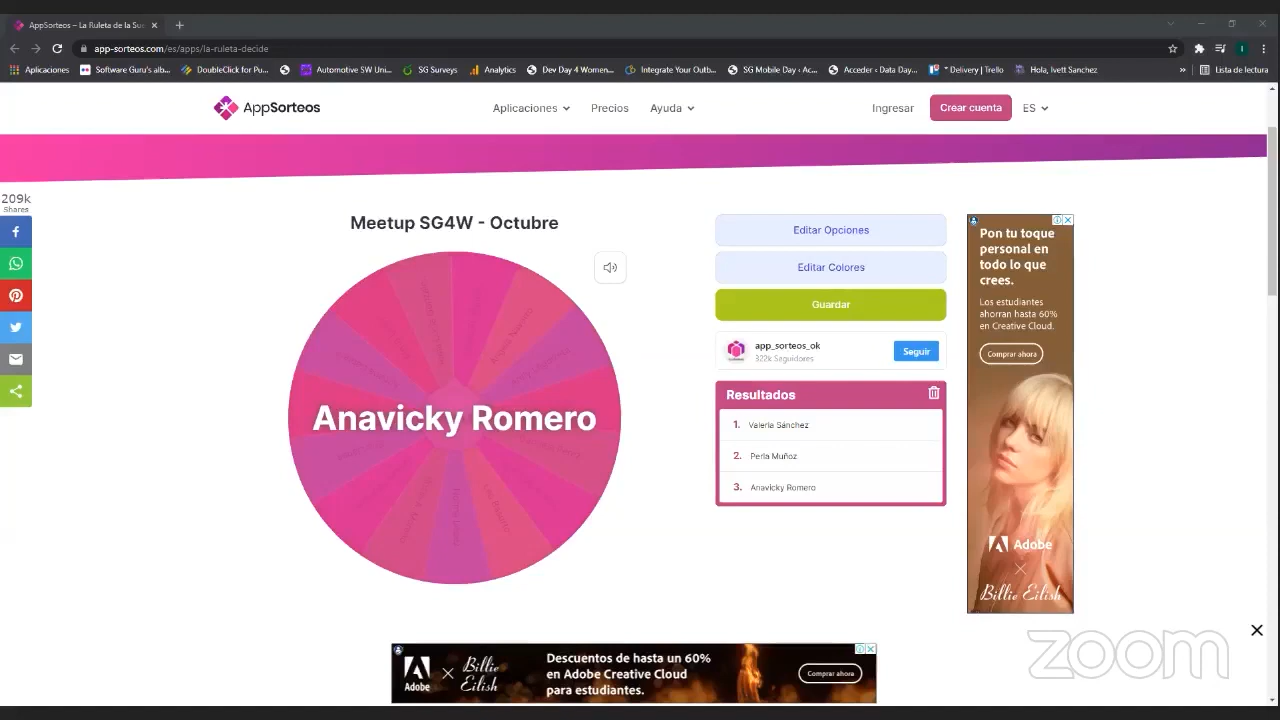 AppSorteos – La Ruleta de la Sue
app-sorteos.com/es/apps/la-ruleta-decide
Aplicaciones
Software Guru's alb...
DoubleClick for Pu...
Automotive SW Uni...
SG Surveys
Analytics
Dev Day 4 Women...
Integrate Your Outb...
SG Mobile Day ‹ Ac...
Acceder ‹ Data Day...
* Delivery | Trello
Hola, Ivett Sanchez
»
Lista de lectura
AppSorteos
Aplicaciones
Precios
Ayuda
Ingresar
Crear cuenta
ES
209k
Shares
Meetup SG4W - Octubre
Anavicky Romero
Editar Opciones
Editar Colores
Guardar
app_sorteos_ok
322k Seguidores
Seguir
Resultados
1. Valeria Sánchez
2. Perla Muñoz
3. Anavicky Romero
Pon tu toque
personal en
todo lo que
crees.
Los estudiantes
ahorran hasta 60%
en Creative Cloud.
Comprar ahora
Adobe
Billie Eilish
Adobe
Billie
Eilish
Descuentos de hasta un 60%
en Adobe Creative Cloud
para estudiantes.
Comprar ahora
zoom